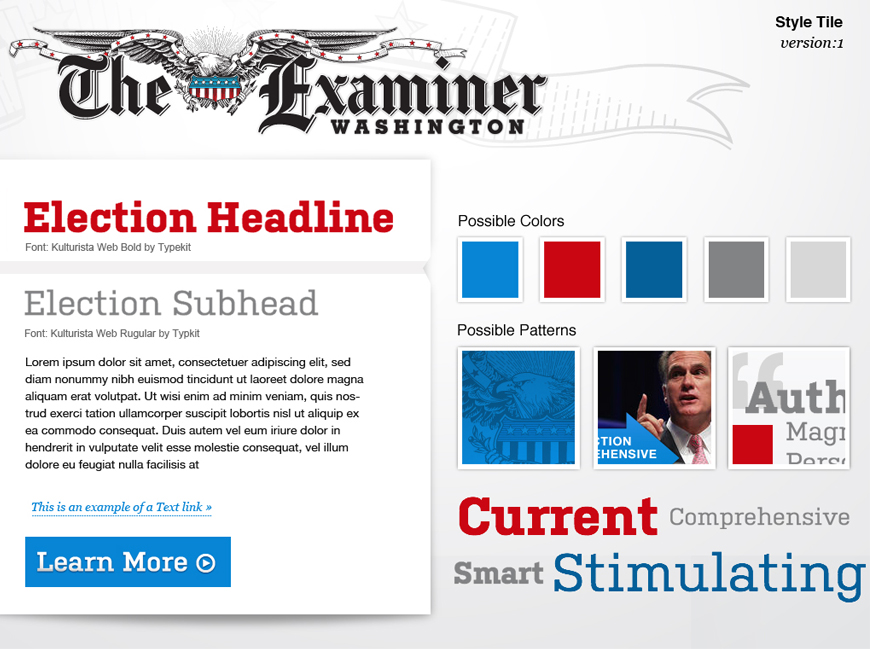 Style Tile
version:1
The Examiner
WASHINGTON
Election Headline
Font: Kulturista Web Bold by Typekit
Election Subhead
Font: Kulturista Web Rugular by Typkit
Lorem ipsum dolor sit amet, consectetuer adipiscing elit, sed
diam nonummy nibh euismod tincidunt ut laoreet dolore magna
aliquam erat volutpat. Ut wisi enim ad minim veniam, quis nos-
trud exerci tation ullamcorper suscipit lobortis nisl ut aliquip ex
ea commodo consequat. Duis autem vel eum iriure dolor in
hendrerit in vulputate velit esse molestie consequat, vel illum
dolore eu feugiat nulla facilisis at
This is an example of a Text link »
Learn More
Possible Colors
Possible Patterns
CTION
EHENSIVE
“
Auth
Magr
Perso
Current Comprehensive
Smart Stimulating